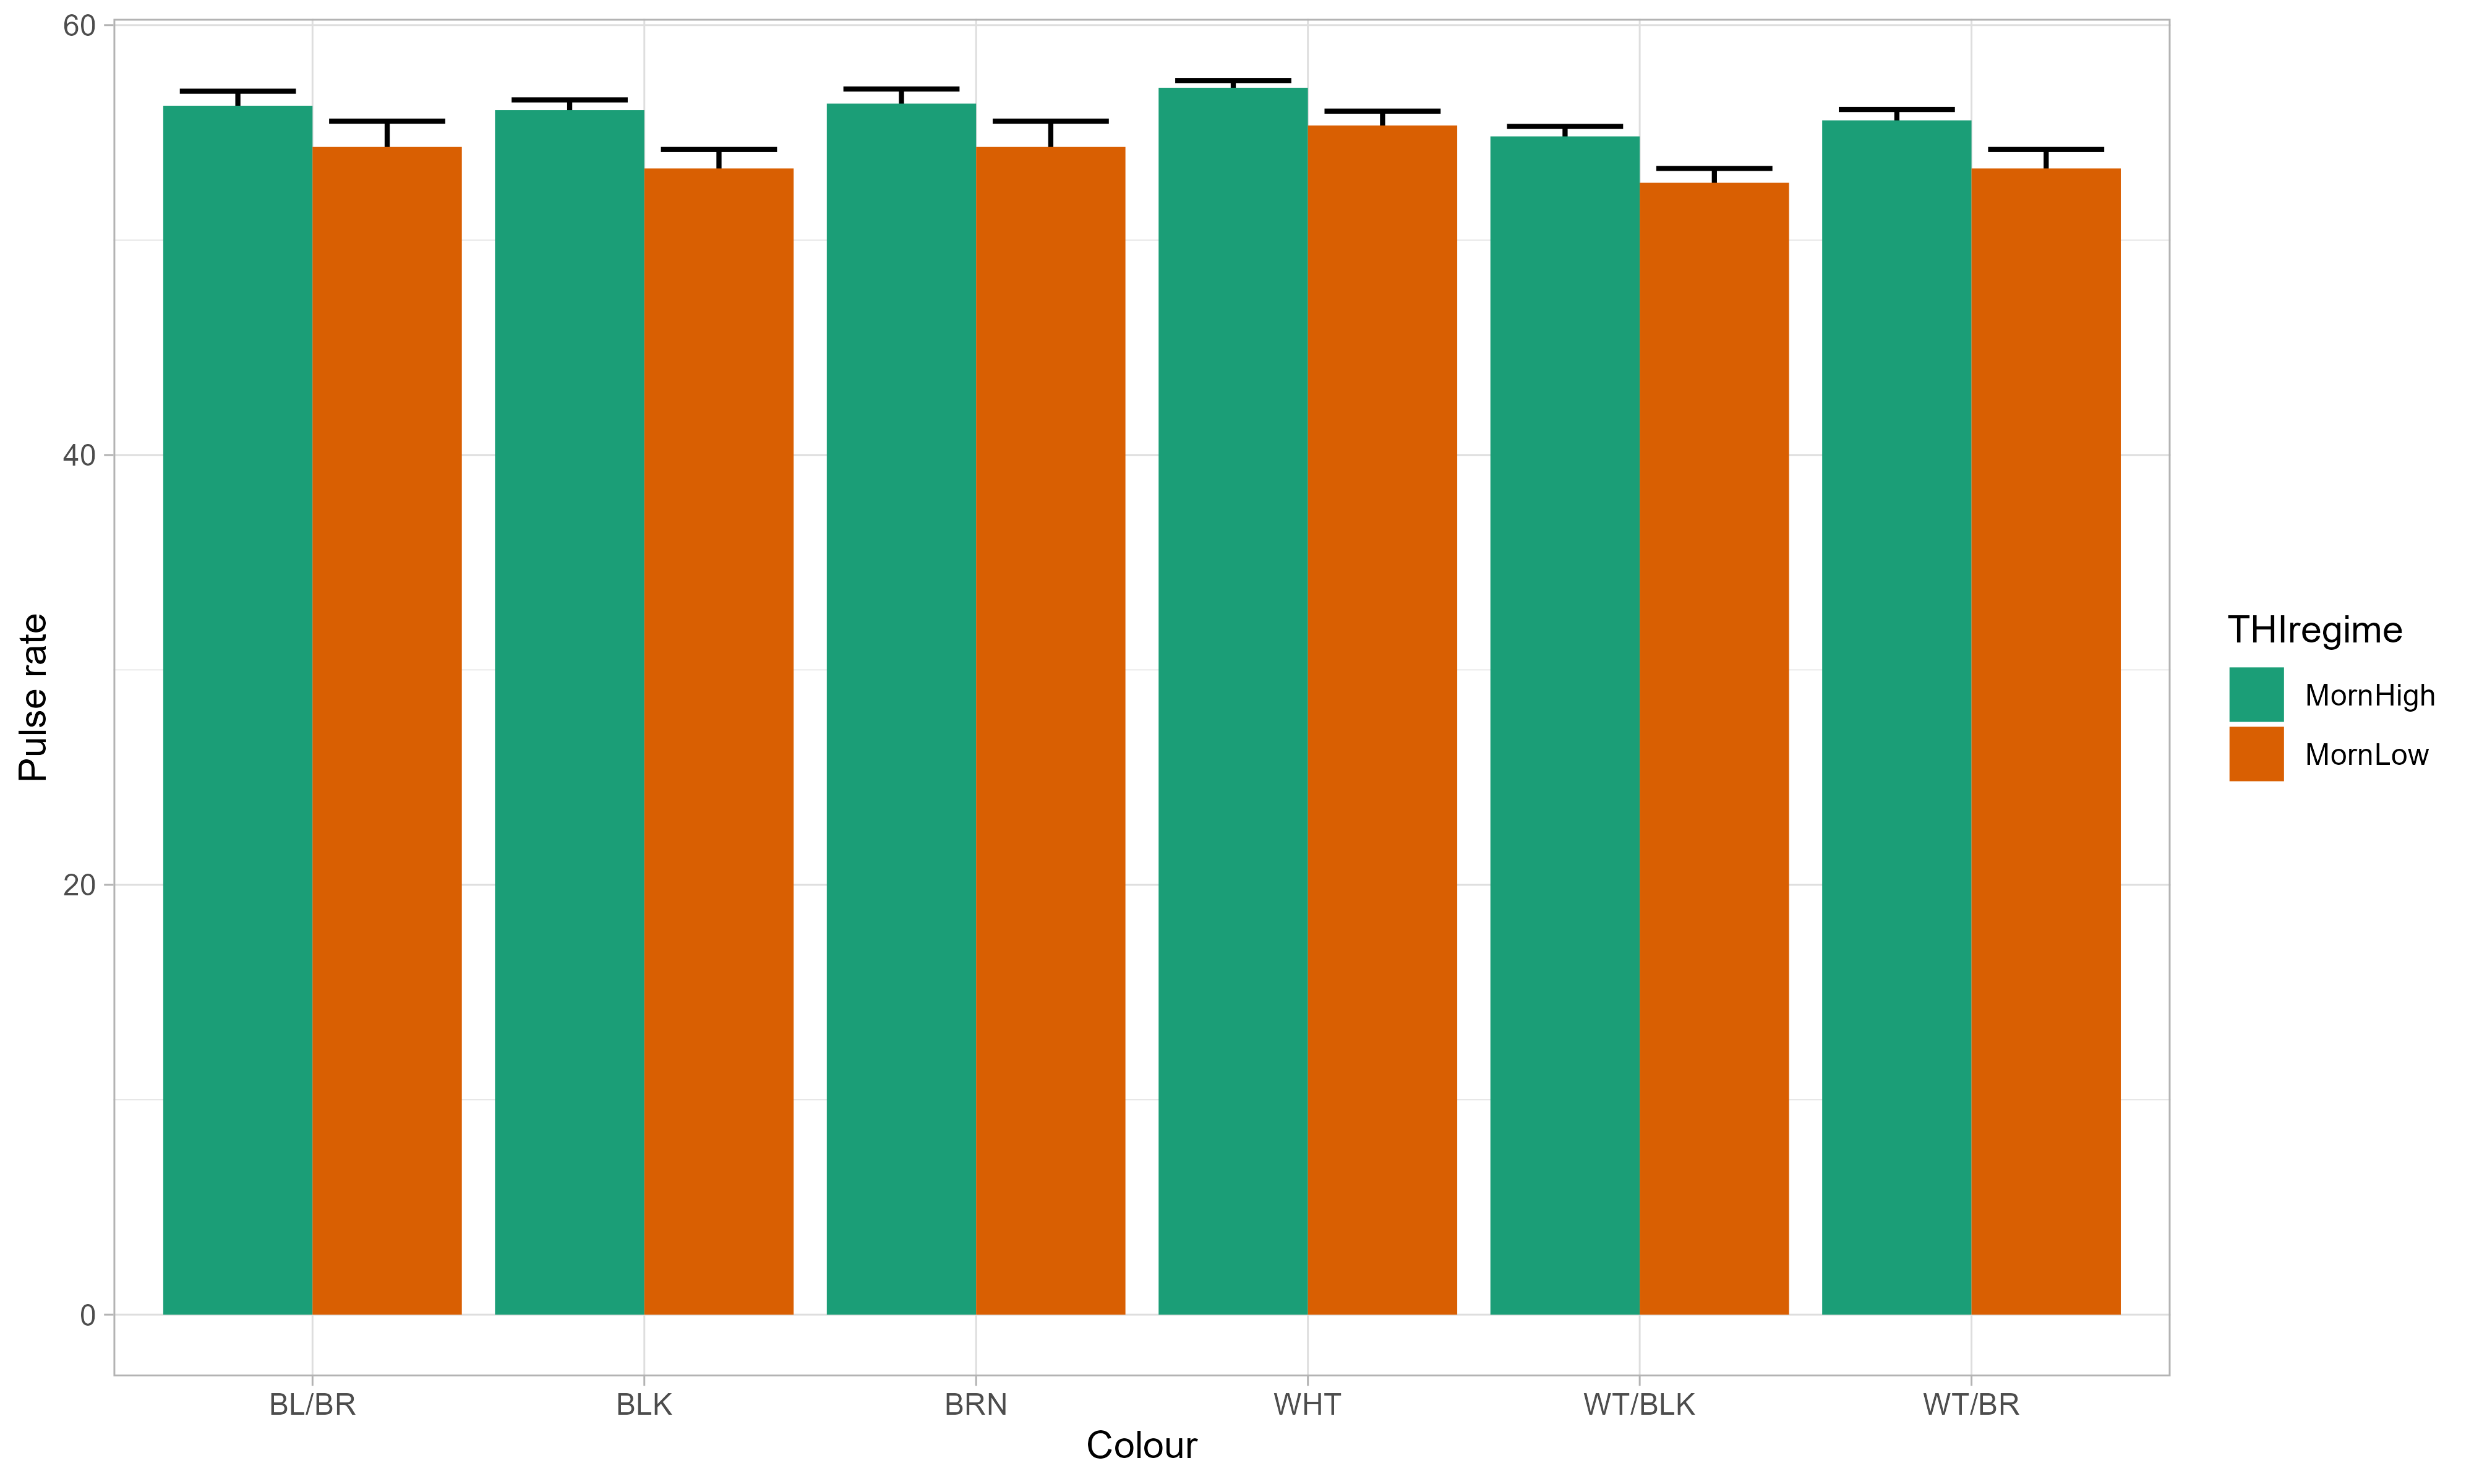 60
40
20
0
Pulse rate
BL/BR BLK BRN WHT WT/BLK WT/BR
Colour
THIregime
MornHigh
MornLow